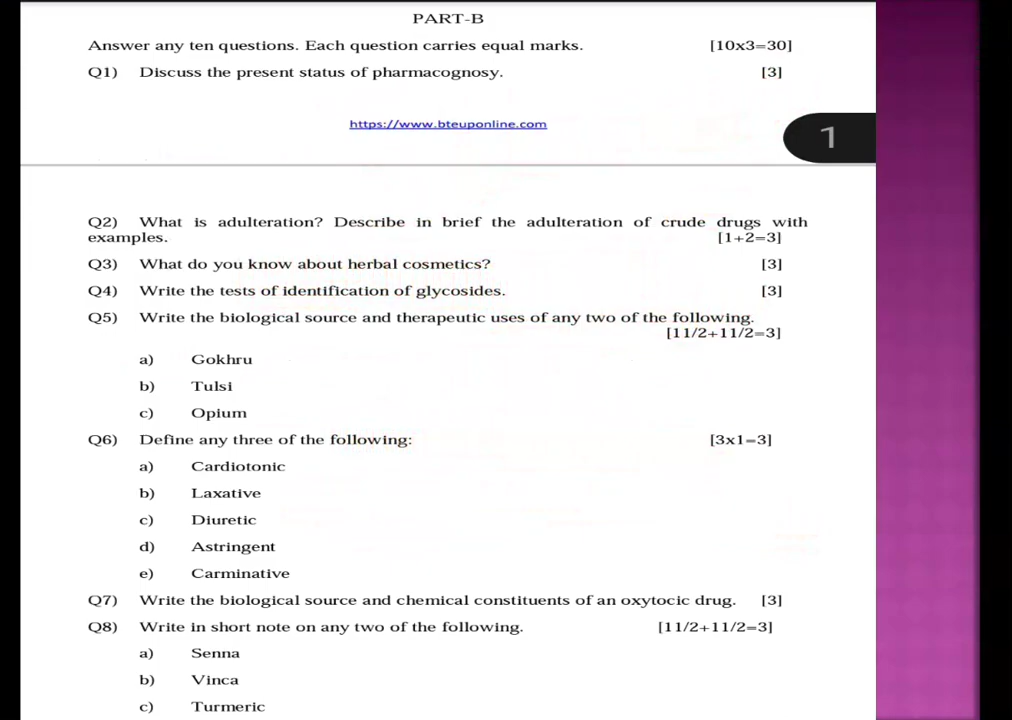 PART-B
Answer any ten questions. Each question carries equal marks. [10x3=30]
Q1) Discuss the present status of pharmacognosy. [3]
https://www.bteuponline.com
1
Q2) What is adulteration? Describe in brief the adulteration of crude drugs with
examples. [1+2=3]
Q3) What do you know about herbal cosmetics? [3]
Q4) Write the tests of identification of glycosides. [3]
Q5) Write the biological source and therapeutic uses of any two of the following.
[11/2+11/2=3]
a) Gokhru
b) Tulsi
c) Opium
Q6) Define any three of the following: [3x1=3]
a) Cardiotonic
b) Laxative
c) Diuretic
d) Astringent
e) Carminative
Q7) Write the biological source and chemical constituents of an oxytocic drug. [3]
Q8) Write in short note on any two of the following. [11/2+11/2=3]
a) Senna
b) Vinca
c) Turmeric